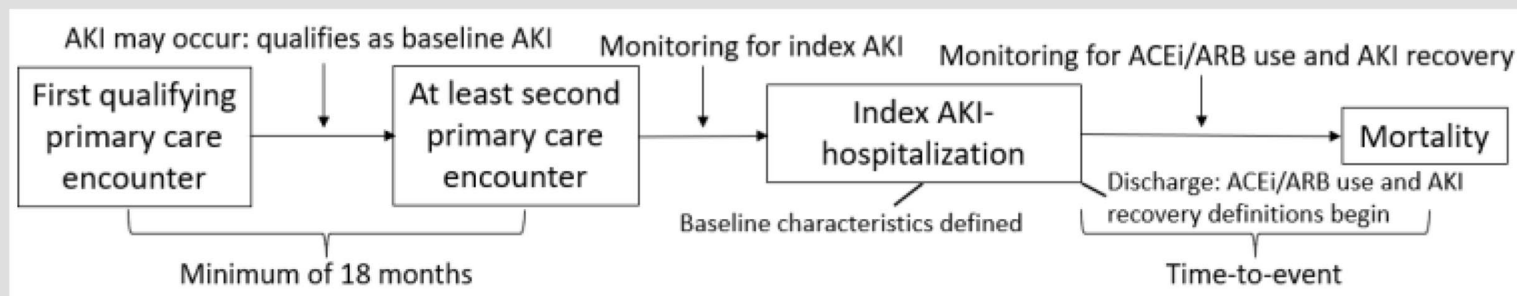 AKI may occur: qualifies as baseline AKI
Monitoring for index AKI
Monitoring for ACEi/ARB use and AKI recovery
First qualifying
primary care
encounter
At least second
primary care
encounter
Index AKI-
hospitalization
Mortality
Baseline characteristics defined
Discharge: ACEi/ARB use and AKI
recovery definitions begin
Minimum of 18 months
Time-to-event